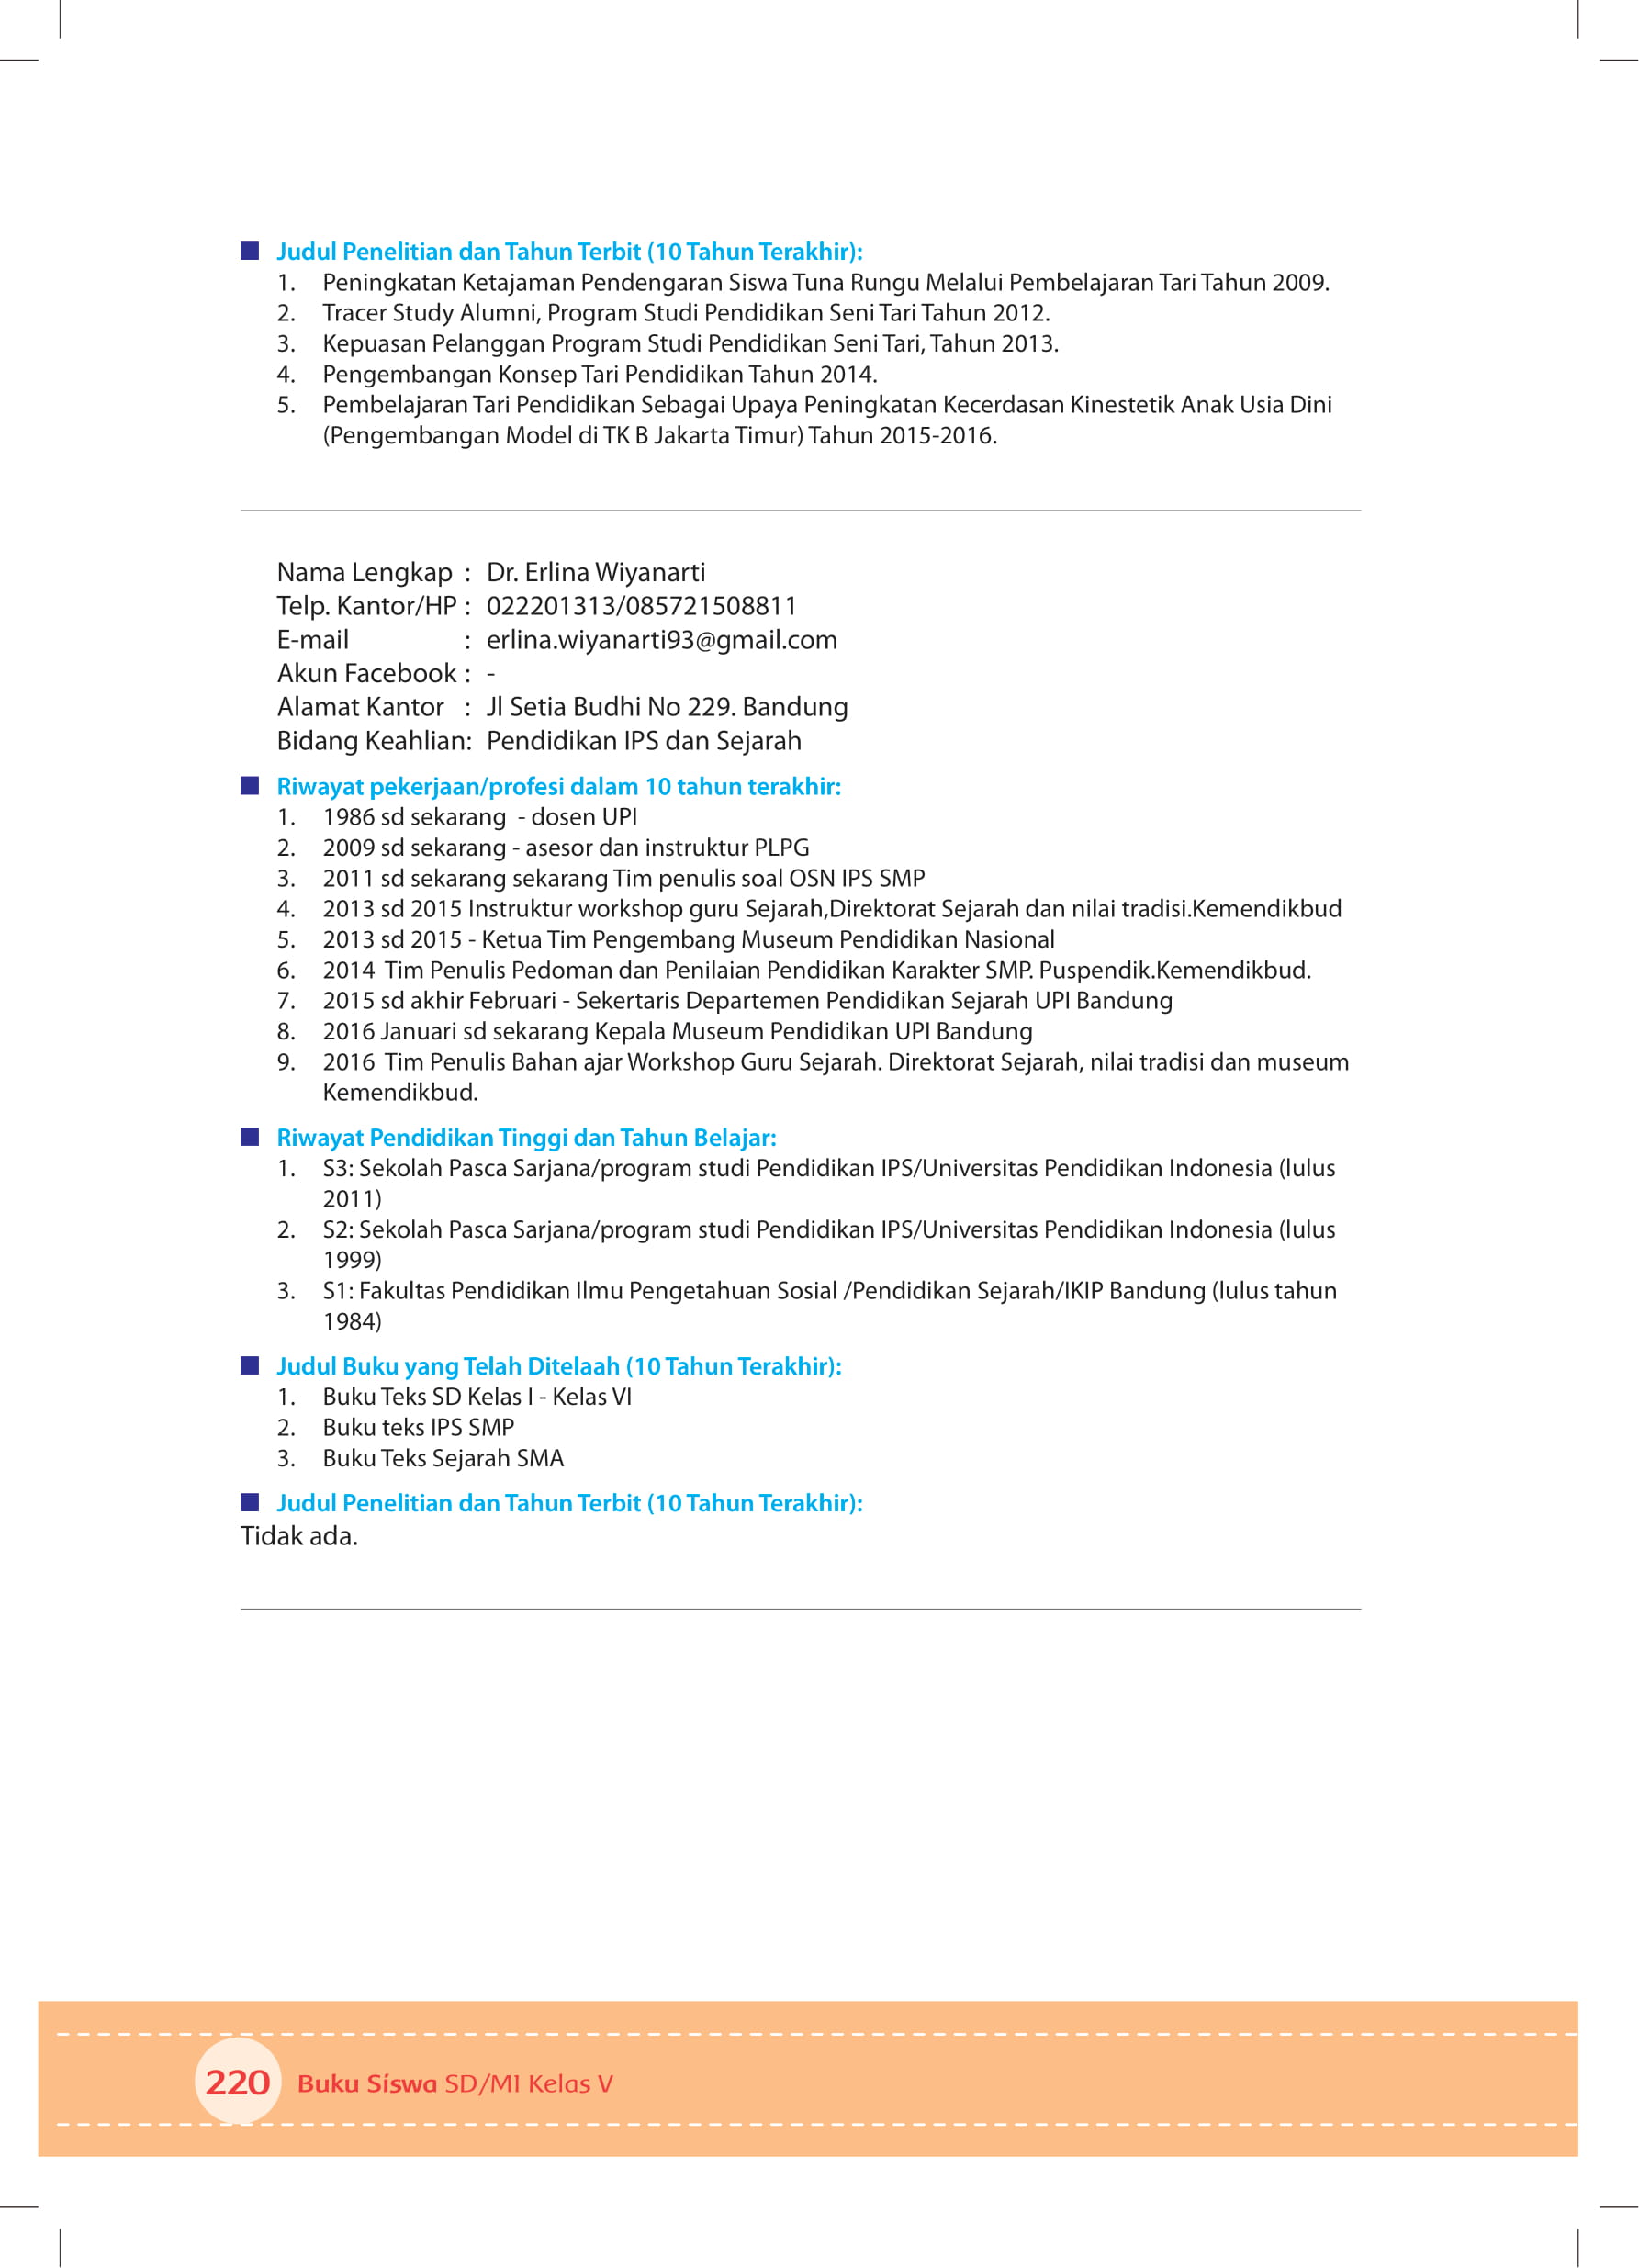 Judul Penelitian dan Tahun Terbit (10 Tahun Terakhir):
1. Peningkatan Ketajaman Pendengaran Siswa Tuna Rungu Melalui Pembelajaran Tari Tahun 2009.
2. Tracer Study Alumni, Program Studi Pendidikan Seni Tari Tahun 2012.
3. Kepuasan Pelanggan Program Studi Pendidikan Seni Tari, Tahun 2013.
4. Pengembangan Konsep Tari Pendidikan Tahun 2014.
5. Pembelajaran Tari Pendidikan Sebagai Upaya Peningkatan Kecerdasan Kinestetik Anak Usia Dini
(Pengembangan Model di TK B Jakarta Timur) Tahun 2015-2016.
Nama Lengkap : Dr. Erlina Wiyanarti
Telp. Kantor/HP : 022201313/085721508811
E-mail : erlina.wiyanarti93@gmail.com
Akun Facebook : -
Alamat Kantor : Jl Setia Budhi No 229. Bandung
Bidang Keahlian: Pendidikan IPS dan Sejarah
Riwayat pekerjaan/profesi dalam 10 tahun terakhir:
1. 1986 sd sekarang - dosen UPI
2. 2009 sd sekarang - asesor dan instruktur PLPG
3. 2011 sd sekarang sekarang Tim penulis soal OSN IPS SMP
4. 2013 sd 2015 Instruktur workshop guru Sejarah,Direktorat Sejarah dan nilai tradisi.Kemendikbud
5. 2013 sd 2015 - Ketua Tim Pengembang Museum Pendidikan Nasional
6. 2014 Tim Penulis Pedoman dan Penilaian Pendidikan Karakter SMP. Puspendik.Kemendikbud.
7. 2015 sd akhir Februari - Sekertaris Departemen Pendidikan Sejarah UPI Bandung
8. 2016 Januari sd sekarang Kepala Museum Pendidikan UPI Bandung
9. 2016 Tim Penulis Bahan ajar Workshop Guru Sejarah. Direktorat Sejarah, nilai tradisi dan museum
Kemendikbud.
Riwayat Pendidikan Tinggi dan Tahun Belajar:
1. S3: Sekolah Pasca Sarjana/program studi Pendidikan IPS/Universitas Pendidikan Indonesia (lulus
2011)
2. S2: Sekolah Pasca Sarjana/program studi Pendidikan IPS/Universitas Pendidikan Indonesia (lulus
1999)
3. S1: Fakultas Pendidikan Ilmu Pengetahuan Sosial /Pendidikan Sejarah/IKIP Bandung (lulus tahun
1984)
Judul Buku yang Telah Ditelaah (10 Tahun Terakhir):
1. Buku Teks SD Kelas I - Kelas VI
2. Buku teks IPS SMP
3. Buku Teks Sejarah SMA
Judul Penelitian dan Tahun Terbit (10 Tahun Terakhir):
Tidak ada.
220 Buku Siswa SD/MI Kelas V